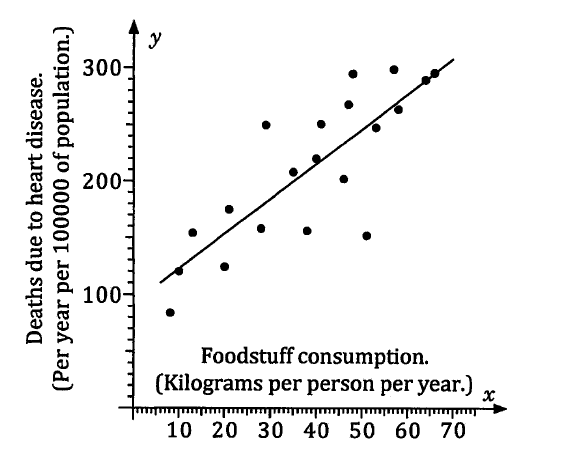 y
Deaths due to heart disease.
(Per year per 100000 of population.)
300
200
100
Foodstuff consumption.
(Kilograms per person per year.)
x
10 20 30 40 50 60 70